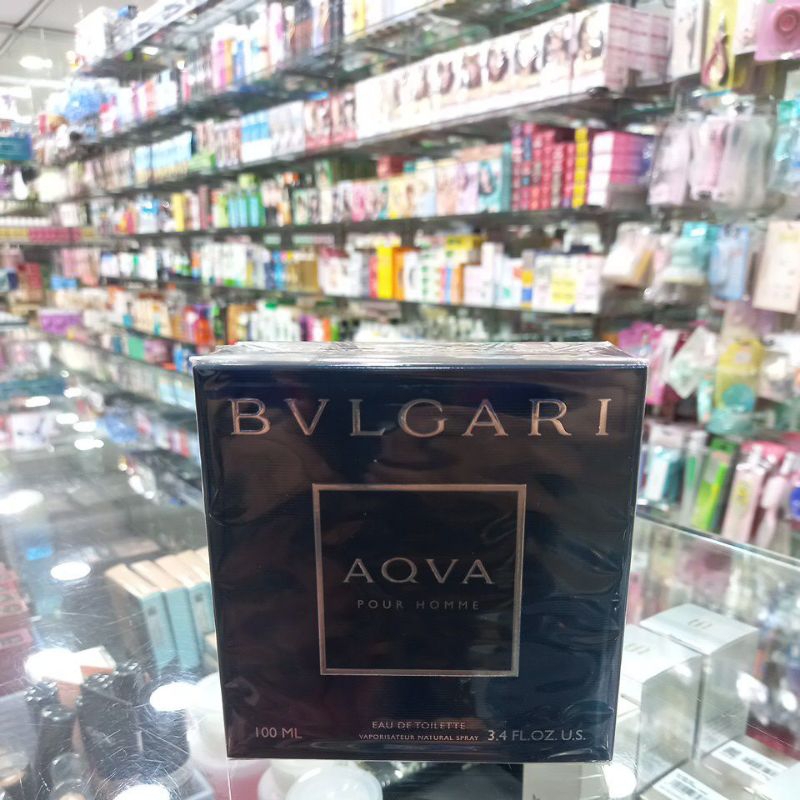 BVLGARI
AQVA
POUR HOMME
EAU DE TOILETTE
100 ML VAPORISATEUR NATURAL SPRAY 3.4 FL.OZ. U.S.